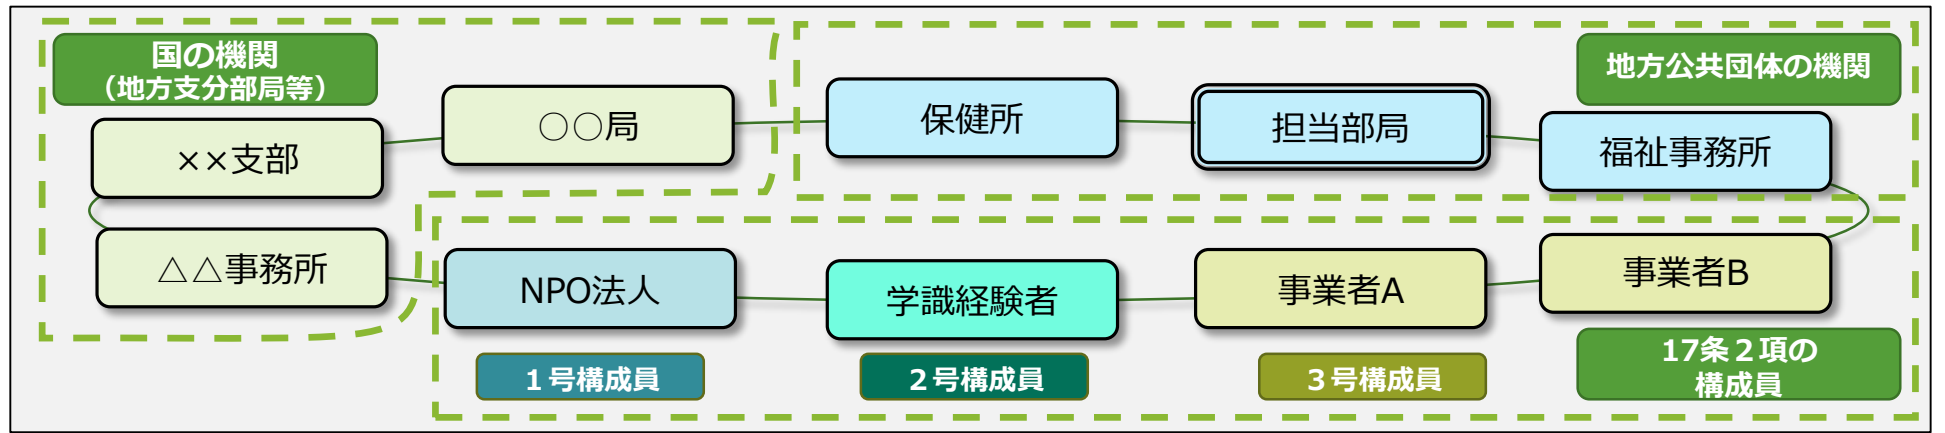 国の機関
（地方支分部局等）
○○局
××支部
△△事務所
地方公共団体の機関
保健所
担当部局
福祉事務所
NPO法人
学識経験者
事業者A
事業者B
１号構成員
２号構成員
３号構成員
17条２項の
構成員